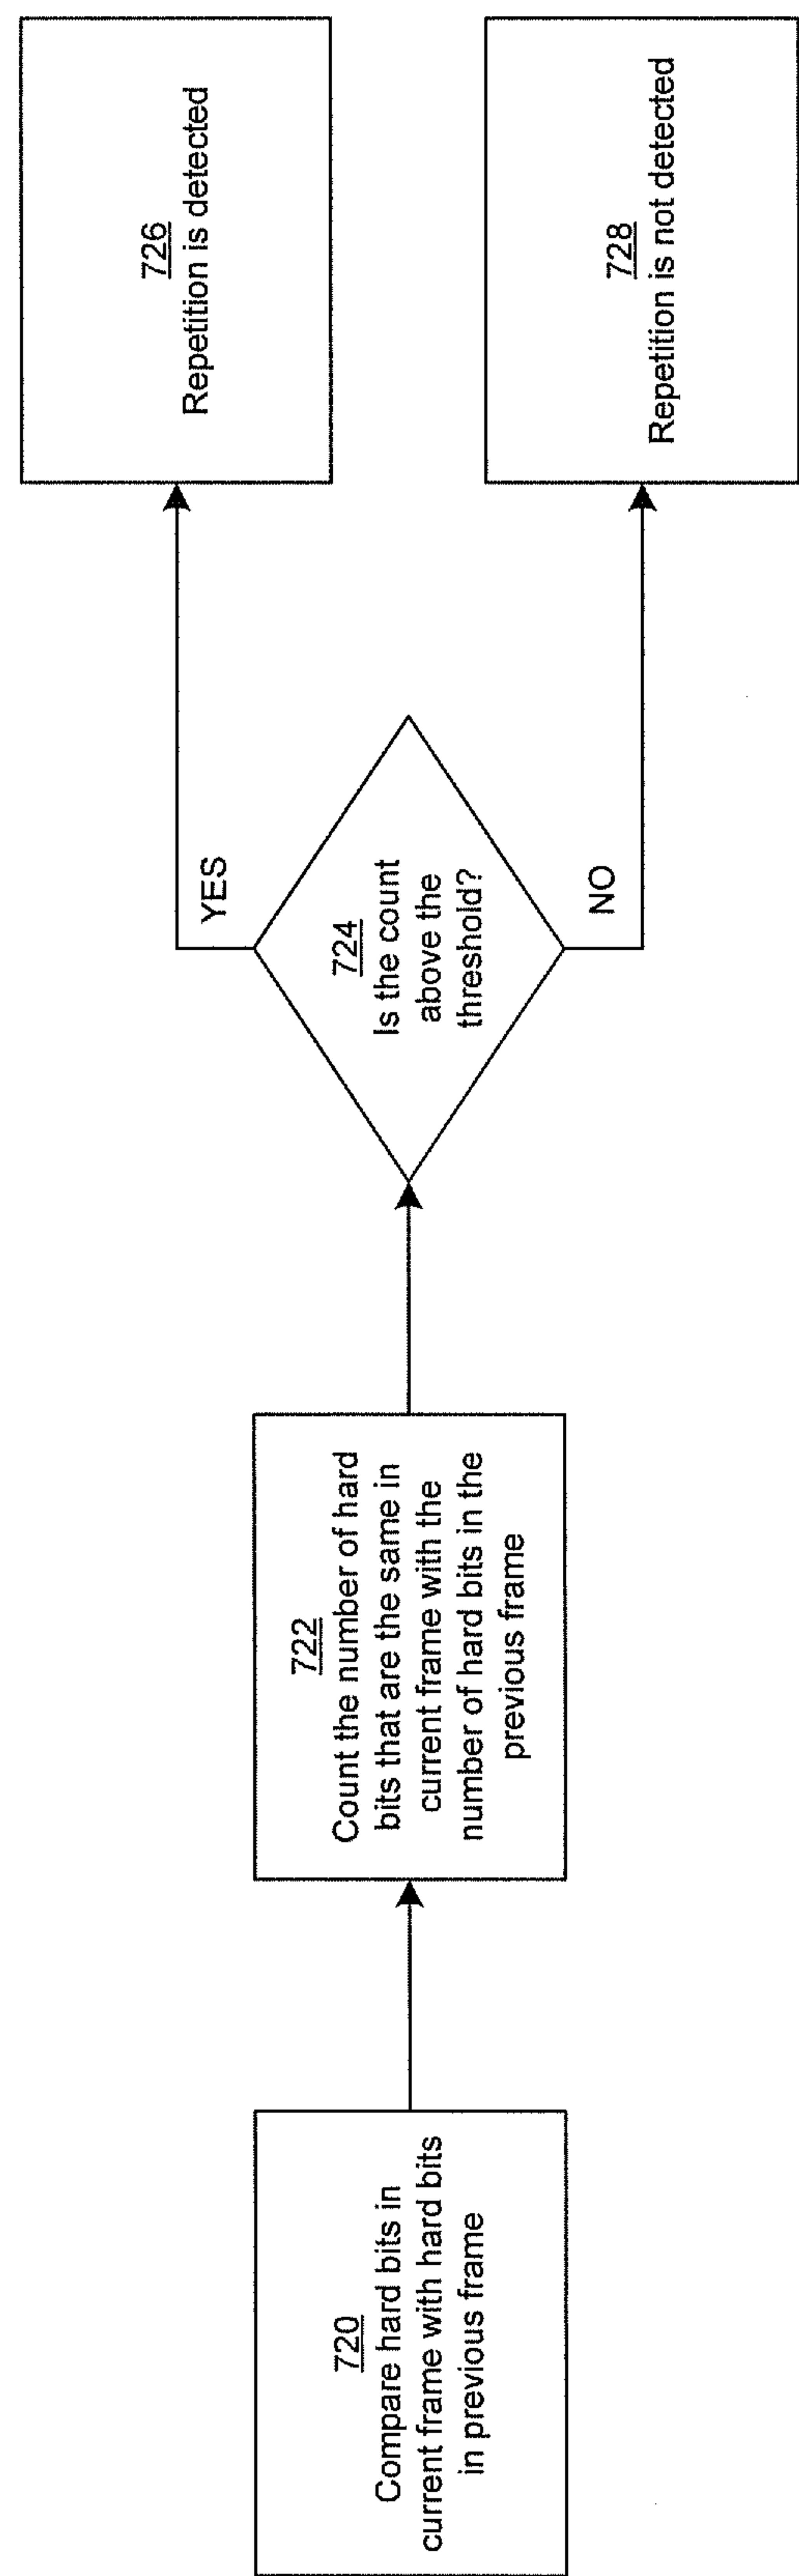 720
Compare hard bits in
current frame with hard bits
in previous frame
722
Count the number of hard
bits that are the same in
current frame with the
number of hard bits in the
previous frame
724
Is the count
above the
threshold?
YES
NO
726
Repetition is detected
728
Repetition is not detected